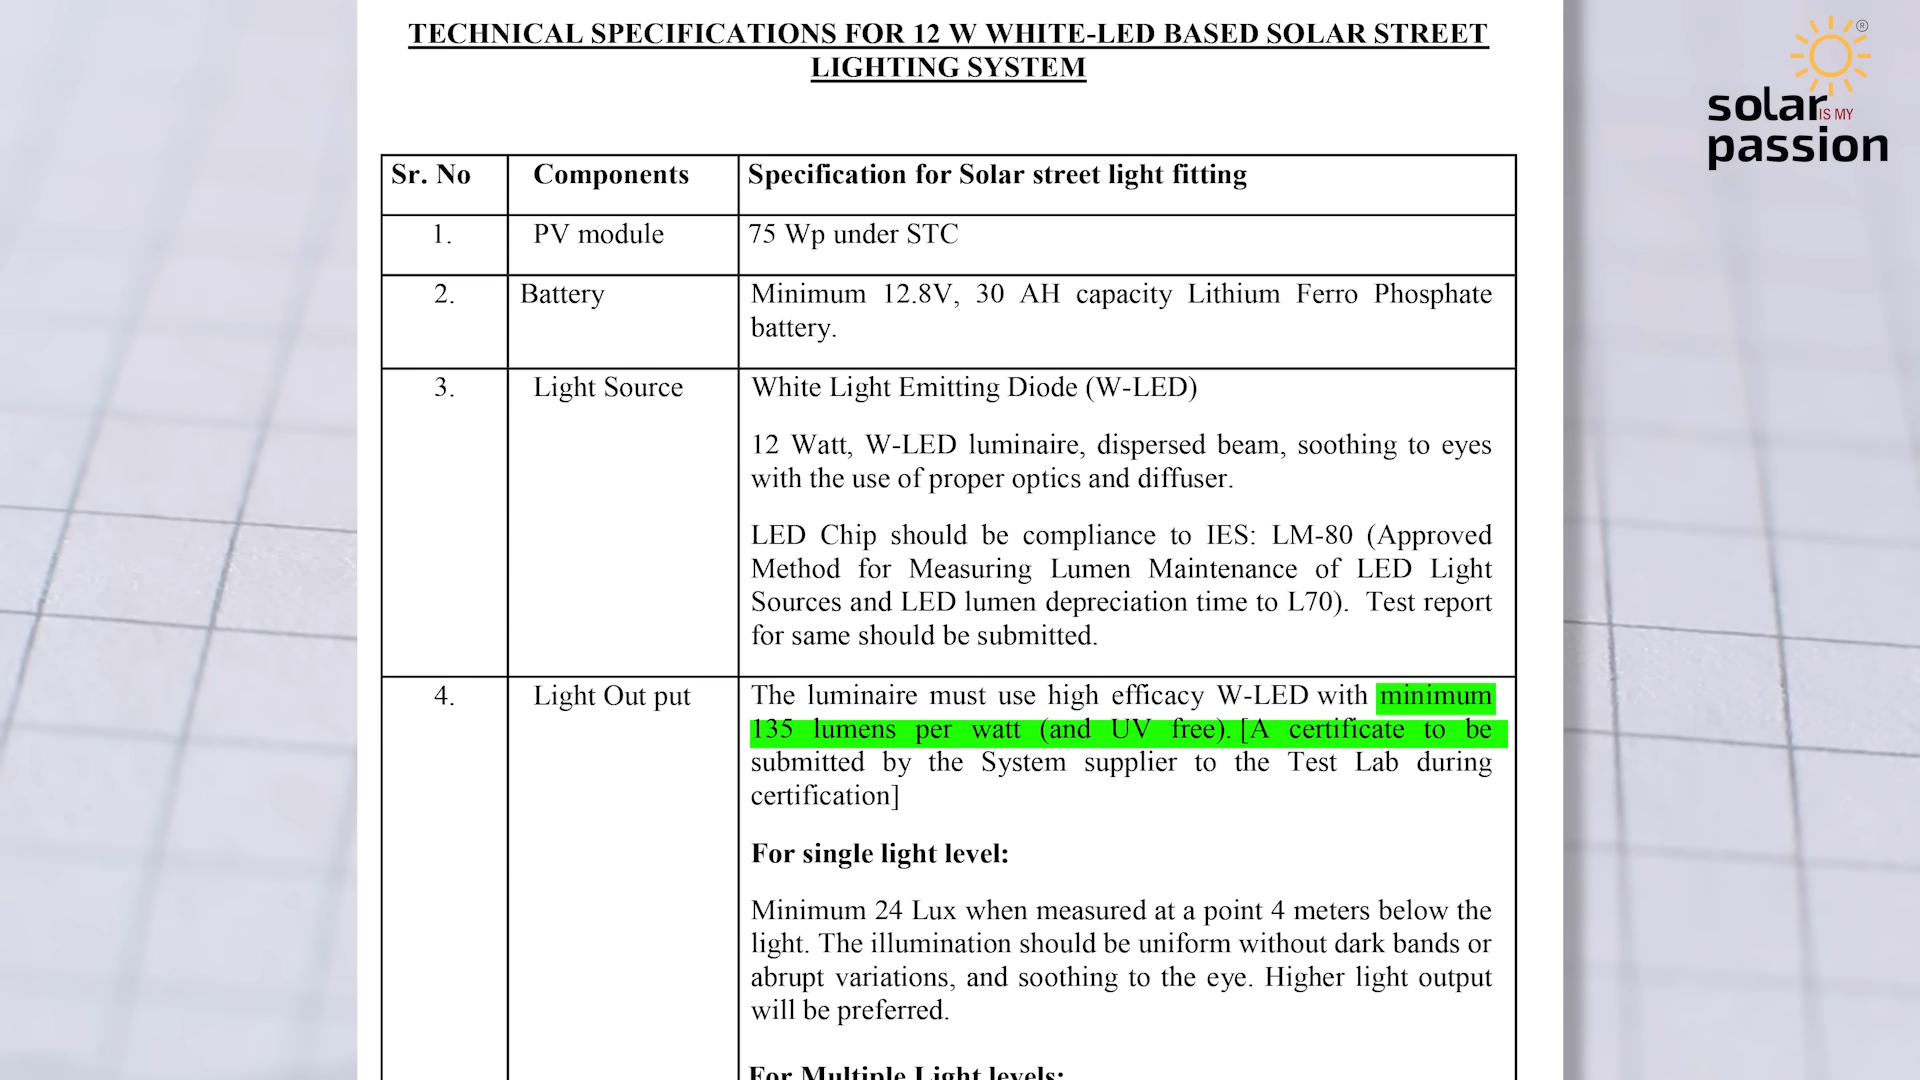 TECHNICAL SPECIFICATIONS FOR 12 W WHITE-LED BASED SOLAR STREET
LIGHTING SYSTEM
solar
IS MY
passion
®
Sr. No Components Specification for Solar street light fitting
1. PV module 75 Wp under STC
2. Battery Minimum 12.8V, 30 AH capacity Lithium Ferro Phosphate
battery.
3. Light Source White Light Emitting Diode (W-LED)
12 Watt, W-LED luminaire, dispersed beam, soothing to eyes
with the use of proper optics and diffuser.
LED Chip should be compliance to IES: LM-80 (Approved
Method for Measuring Lumen Maintenance of LED Light
Sources and LED lumen depreciation time to L70). Test report
for same should be submitted.
4. Light Out put The luminaire must use high efficacy W-LED with minimum
135 lumens per watt (and UV free). [A certificate to be
submitted by the System supplier to the Test Lab during
certification]
For single light level:
Minimum 24 Lux when measured at a point 4 meters below the
light. The illumination should be uniform without dark bands or
abrupt variations, and soothing to the eye. Higher light output
will be preferred.
For Multiple Light levels: